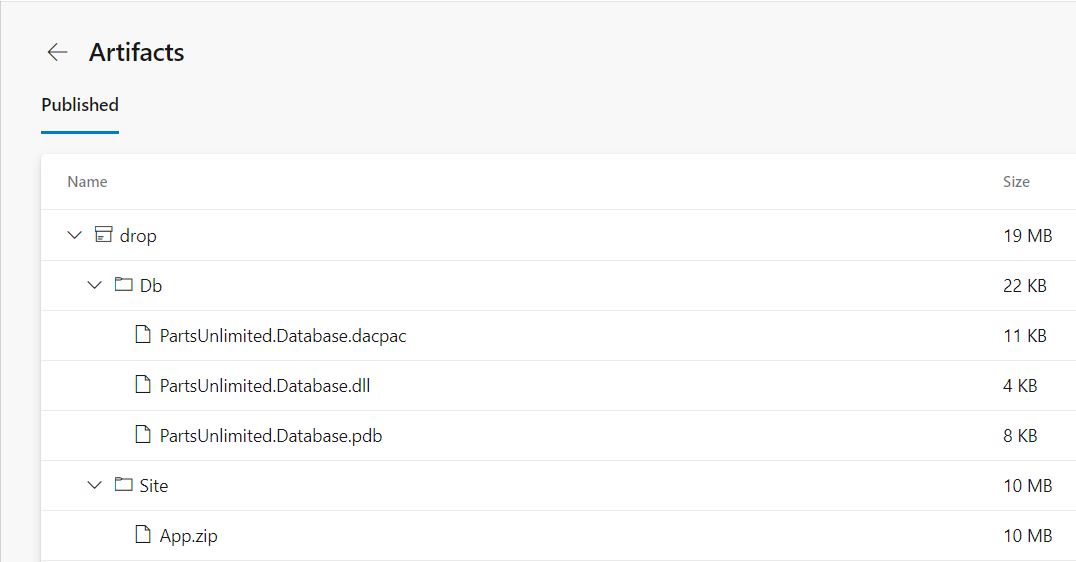 Artifacts
Published
Name Size
drop 19 MB
Db 22 KB
PartsUnlimited.Database.dacpac 11 KB
PartsUnlimited.Database.dll 4 KB
PartsUnlimited.Database.pdb 8 KB
Site 10 MB
App.zip 10 MB